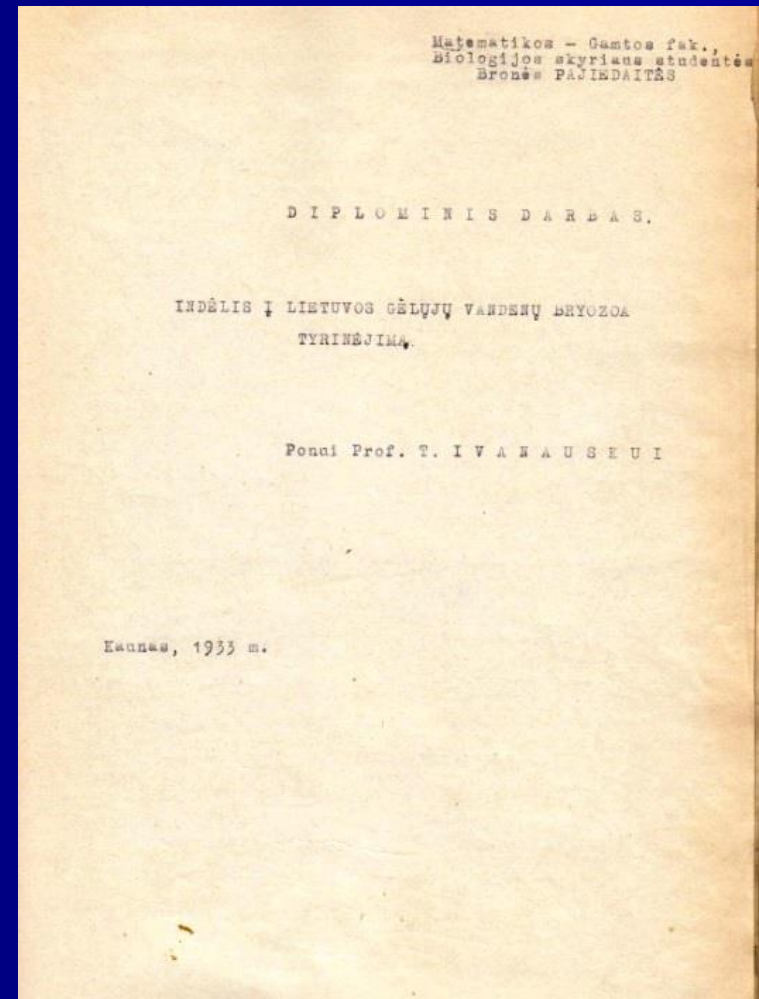 Matematikos — Gamtos fak.,
Biologijos skyriaus studentės
Bronės PAJIEDAITĖS
D I P L O M I N I S D A R B A S.
INDĖLIS Į LIETUVOS GĖLŲJŲ VANDENŲ BRYOZOA
TYRINĖJIMĄ.
Ponui Prof. T. I V A N A U S K U I
Kaunas, 1933 m.